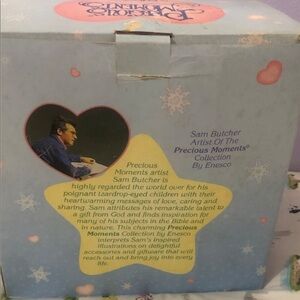 PRECIOUS
MOMENTS
Sam Butcher
Artist Of The
Precious Moments®
Collection
By Enesco
Precious
Moments artist
Sam Butcher is
highly regarded the world over for his
poignant teardrop-eyed children with their
heartwarming messages of love, caring and
sharing. Sam attributes his remarkable talent to
a gift from God and finds inspiration for
many of his subjects in the Bible and
in nature. This charming Precious
Moments Collection by Enesco
interprets Sam's inspired
illustrations on delightful
accessories and giftware that will
reach out and bring joy into every
life.